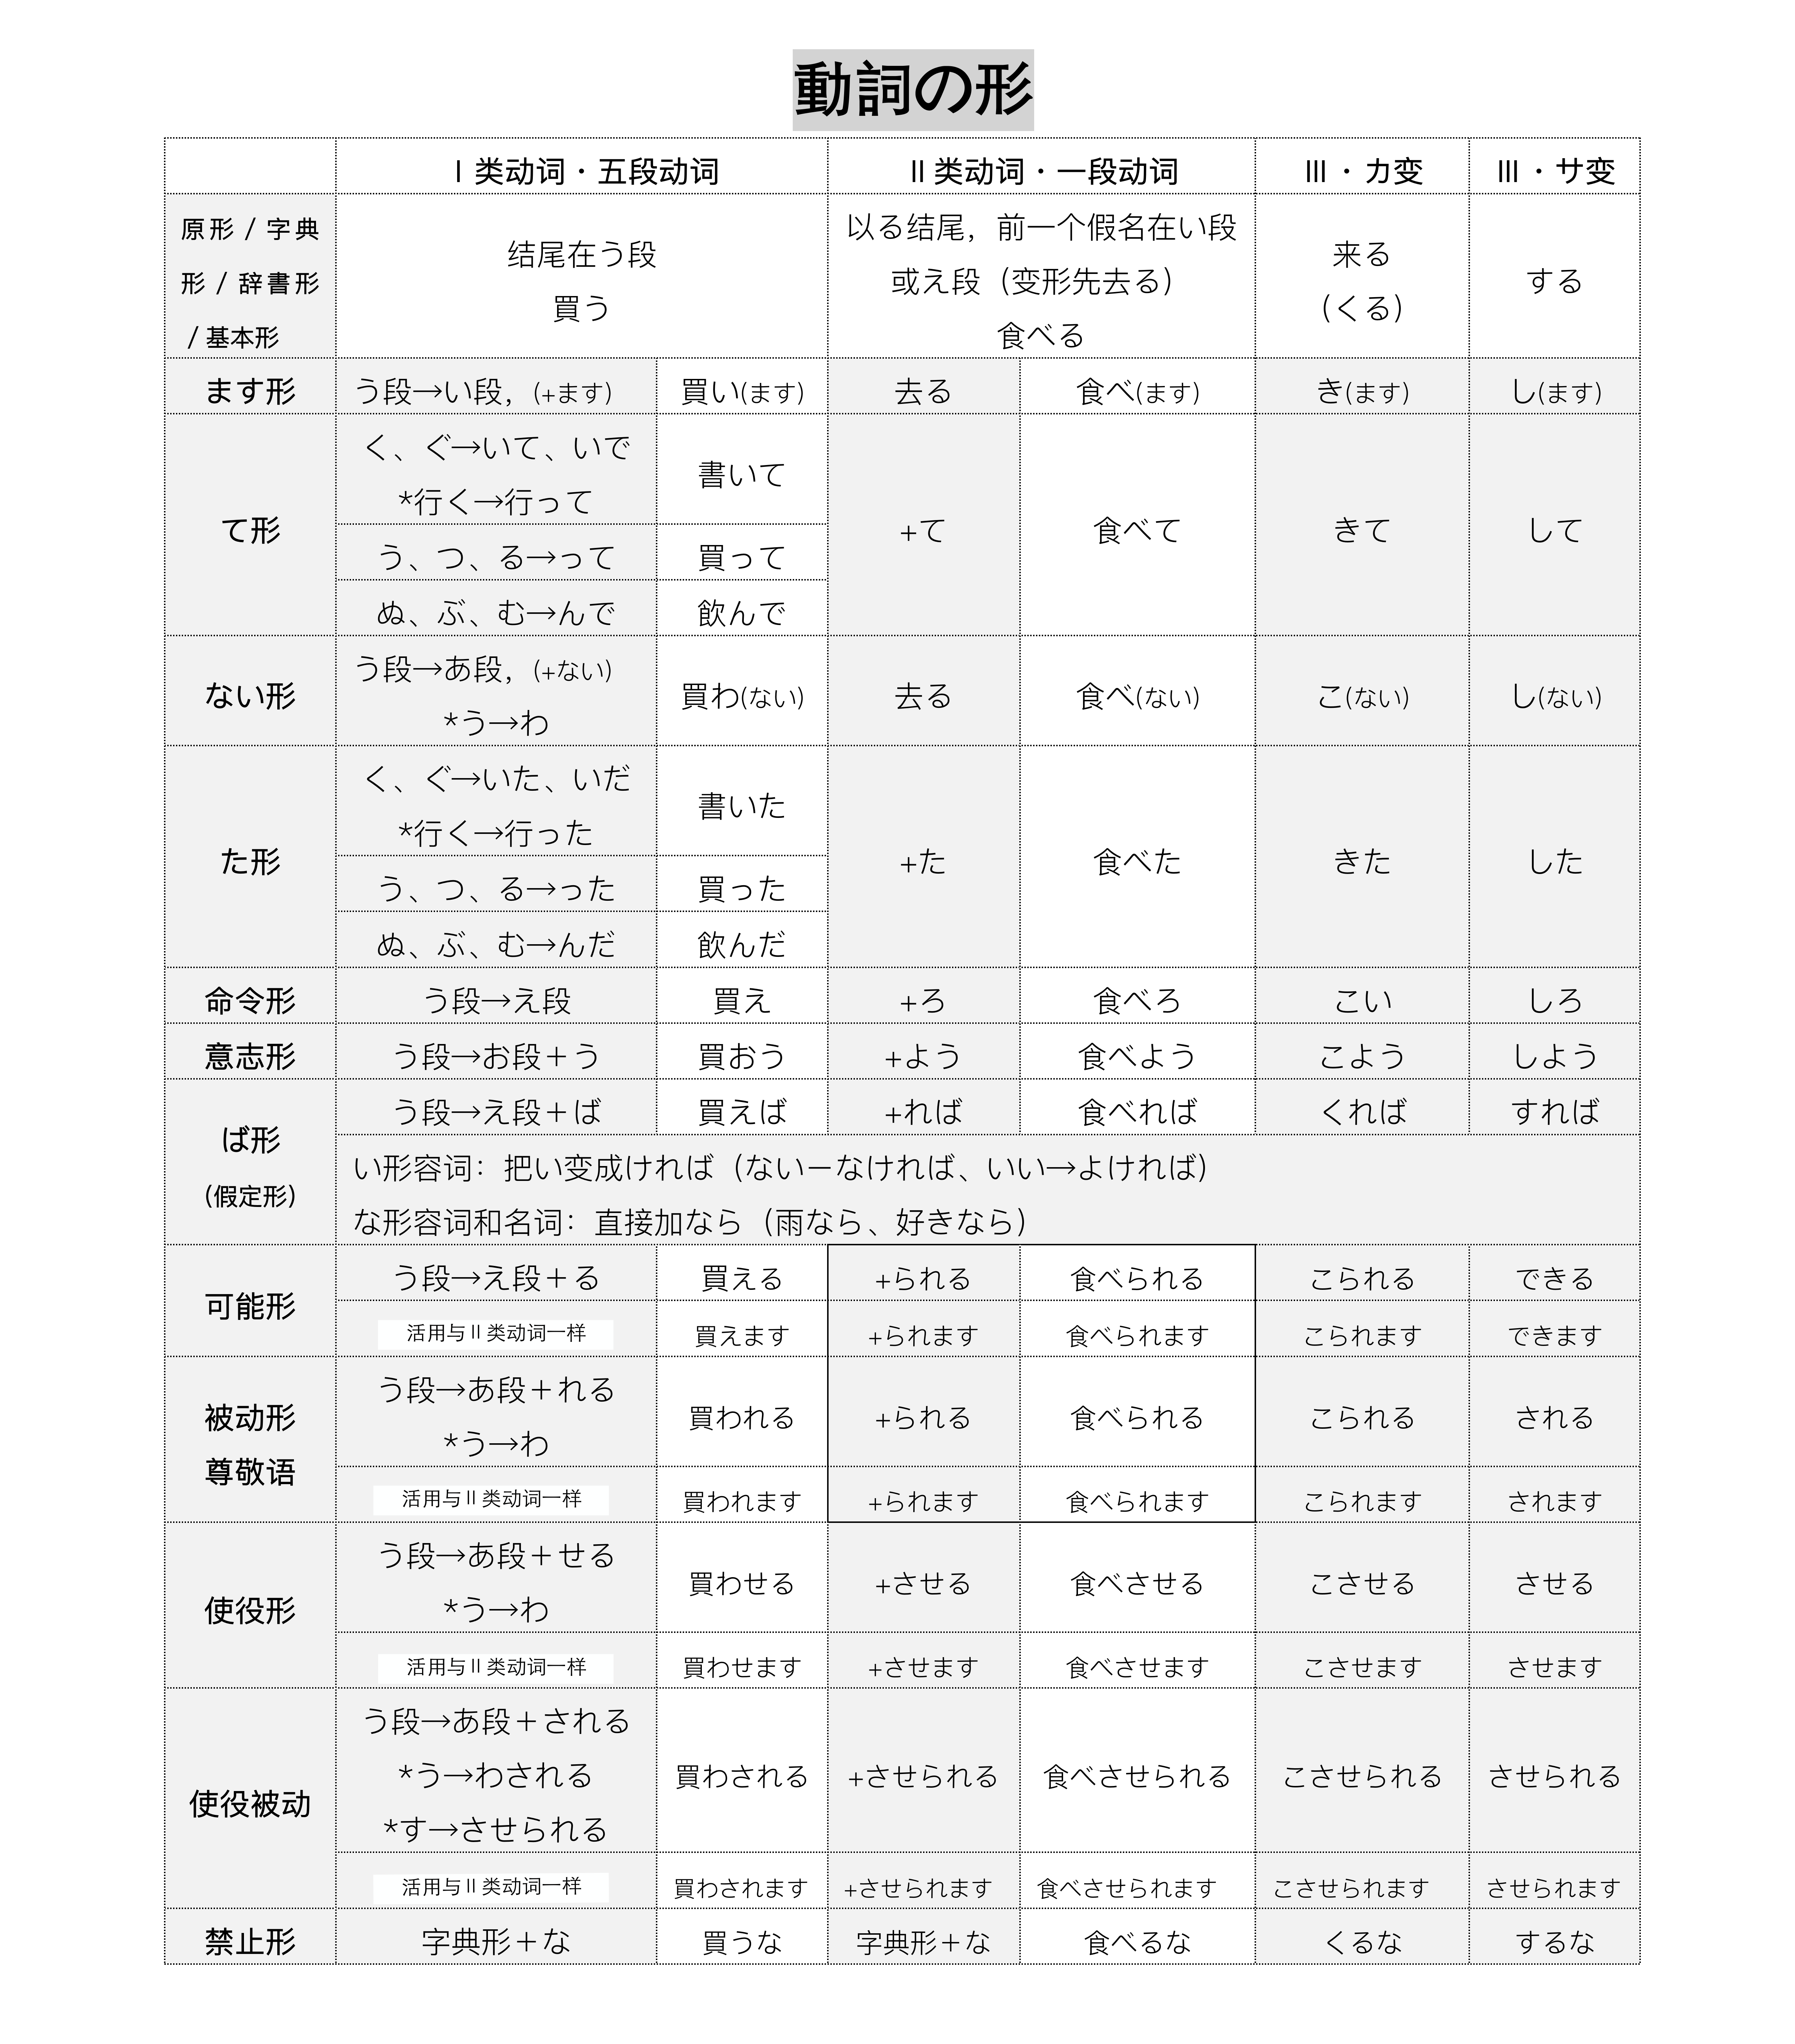 動詞の形
Ⅰ类动词・五段动词
Ⅱ类动词・一段动词
Ⅲ・カ变
Ⅲ・サ变
原形 / 字典
形 / 辞書形
/ 基本形
结尾在う段
買う
以る结尾，前一个假名在い段
或え段（变形先去る）
食べる
来る
（くる）
する
ます形
う段→い段，(+ます)
買い(ます)
去る
食べ(ます)
き(ます)
し(ます)
て形
く、ぐ→いて、いで
*行く→行って
書いて
う、つ、る→って
買って
ぬ、ぶ、む→んで
飲んで
+て
食べて
きて
して
ない形
う段→あ段，(+ない)
*う→わ
買わ(ない)
去る
食べ(ない)
こ(ない)
し(ない)
た形
く、ぐ→いた、いだ
*行く→行った
書いた
う、つ、る→った
買った
ぬ、ぶ、む→んだ
飲んだ
+た
食べた
きた
した
命令形
う段→え段
買え
+ろ
食べろ
こい
しろ
意志形
う段→お段＋う
買おう
+よう
食べよう
こよう
しよう
ば形
（假定形）
う段→え段＋ば
買えば
+れば
食べれば
くれば
すれば
い形容词：把い变成ければ（ないーなければ、いい→よければ）
な形容词和名词：直接加なら（雨なら、好きなら）
可能形
う段→え段＋る
買える
+られる
食べられる
こられる
できる
活用与Ⅱ类动词一样
買えます
+られます
食べられます
こられます
できます
被动形
尊敬语
う段→あ段＋れる
*う→わ
買われる
+られる
食べられる
こられる
される
活用与Ⅱ类动词一样
買われます
+られます
食べられます
こられます
されます
使役形
う段→あ段＋せる
*う→わ
買わせる
+させる
食べさせる
こさせる
させる
活用与Ⅱ类动词一样
買わせます
+させます
食べさせます
こさせます
させます
使役被动
う段→あ段＋される
*う→わされる
*す→させられる
買わされる
+させられる
食べさせられる
こさせられる
させられる
活用与Ⅱ类动词一样
買わされます
+させられます
食べさせられます
こさせられます
させられます
禁止形
字典形＋な
買うな
字典形＋な
食べるな
くるな
するな